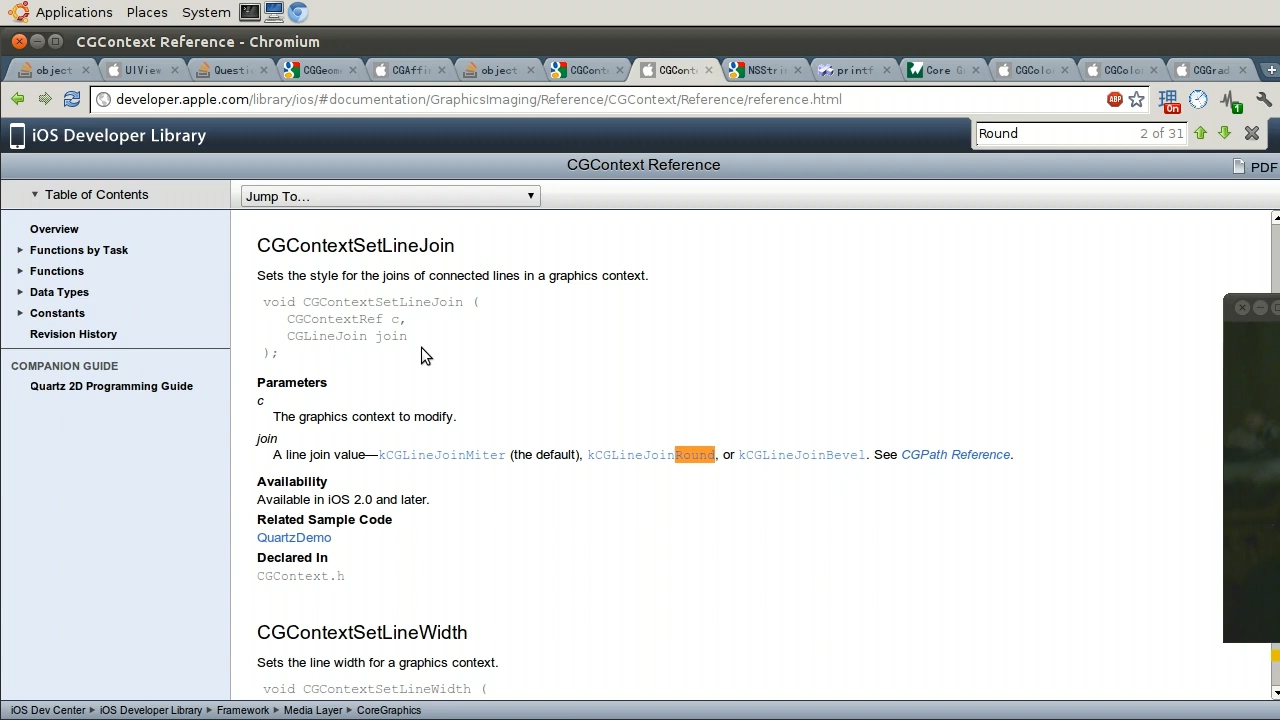 Applications Places System
CGContext Reference - Chromium
object UIView Questi CGGeom CGAffi object CGCont CGCont NSStri printf Core G CGColo CGColo CGGrad
developer.apple.com/library/ios/#documentation/GraphicsImaging/Reference/CGContext/Reference/reference.html
ABP
理
On
1
iOS Developer Library
Round 2 of 31
CGContext Reference
PDF
Table of Contents
Jump To...
Overview
Functions by Task
Functions
Data Types
Constants
Revision History
COMPANION GUIDE
Quartz 2D Programming Guide
CGContextSetLineJoin
Sets the style for the joins of connected lines in a graphics context.
void CGContextSetLineJoin (
CGContextRef c,
CGLineJoin join
);
Parameters
c
The graphics context to modify.
join
A line join value—kCGLineJoinMiter (the default), kCGLineJoinRound, or kCGLineJoinBevel. See CGPath Reference.
Availability
Available in iOS 2.0 and later.
Related Sample Code
QuartzDemo
Declared In
CGContext.h
CGContextSetLineWidth
Sets the line width for a graphics context.
void CGContextSetLineWidth (
iOS Dev Center iOS Developer Library Framework Media Layer CoreGraphics